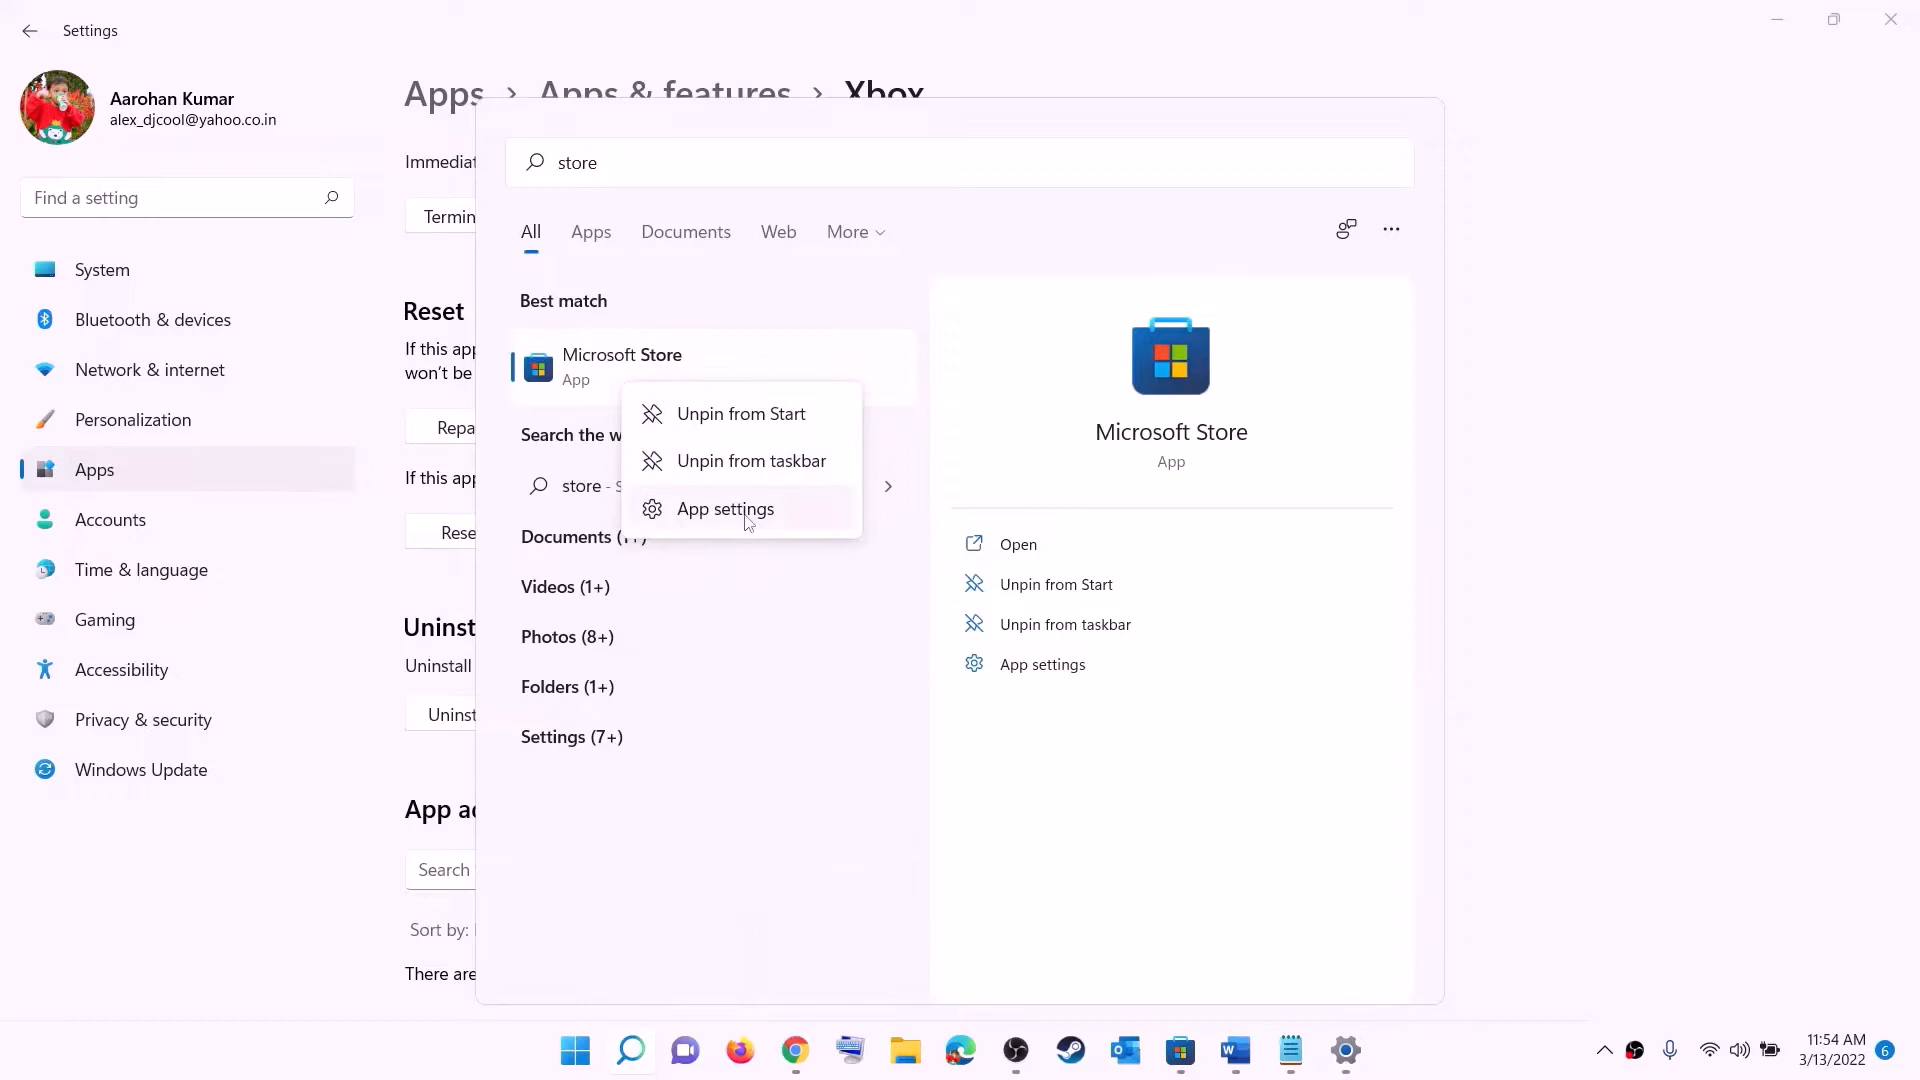 Settings
Aarohan Kumar
alex_djcool@yahoo.co.in
Find a setting
System
Bluetooth & devices
Network & internet
Personalization
Apps
Accounts
Time & language
Gaming
Accessibility
Privacy & security
Windows Update
Apps > Apps & features > Xbox
Immediat
Termin
Reset
If this app
won't be
Repa
If this app
Rese
Uninst
Uninstall
Uninst
App ad
Search
Sort by:
There are
store
All Apps Documents Web More
Best match
Microsoft Store
App
Search the w
store - S
Documents (1+)
Videos (1+)
Photos (8+)
Folders (1+)
Settings (7+)
Unpin from Start
Unpin from taskbar
App settings
Microsoft Store
App
Open
Unpin from Start
Unpin from taskbar
App settings
11:54 AM
3/13/2022
6